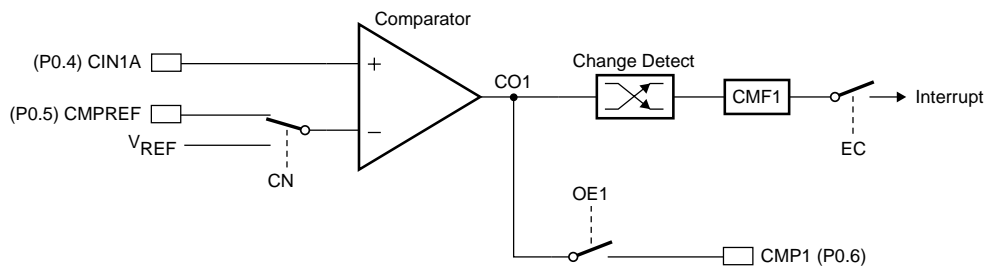 Comparator
(P0.4) CIN1A
+
Change Detect
CO1
(P0.5) CMPREF
CMF1
Interrupt
−
VREF
EC
CN
OE1
CMP1 (P0.6)